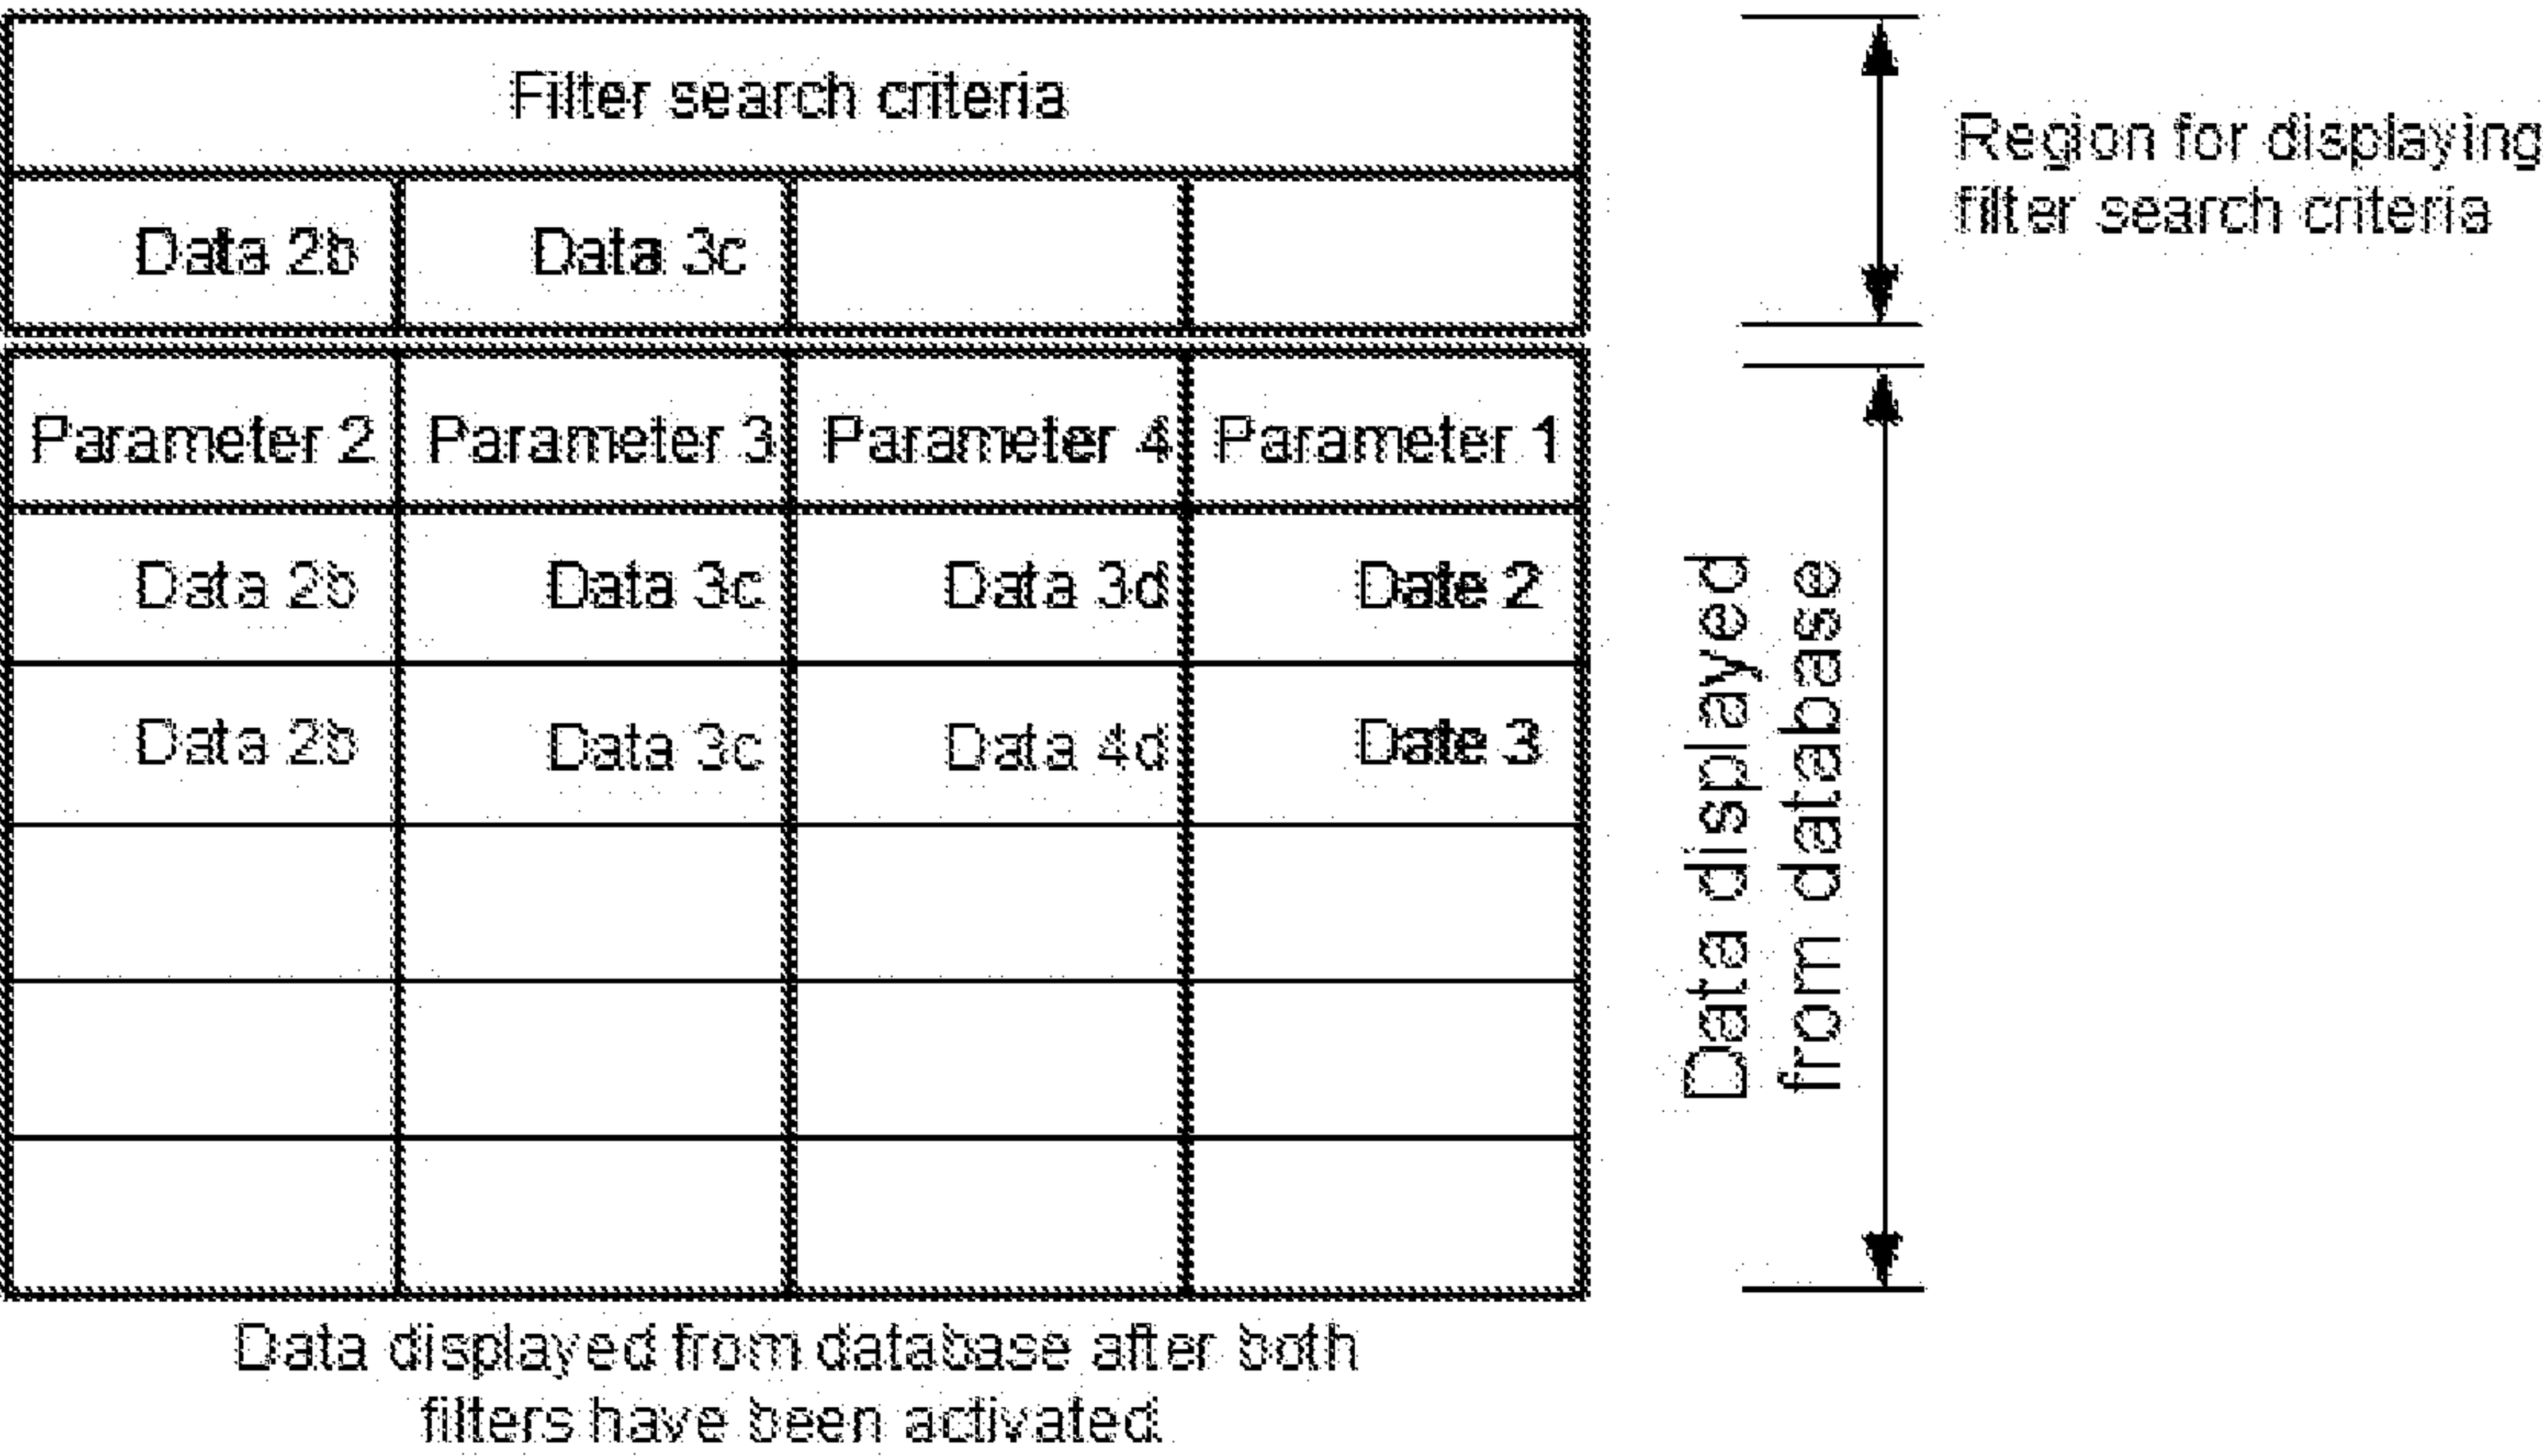 Filter search criteria
Data 2b Data 3c
Region for displaying
filter search criteria
Parameter 2 Parameter 3 Parameter 4 Parameter 1
Data 2b Data 3c Data 3d Date 2
Data 2b Data 3c Data 4d Date 3
Data displayed
from database
Data displayed from database after both
filters have been activated.